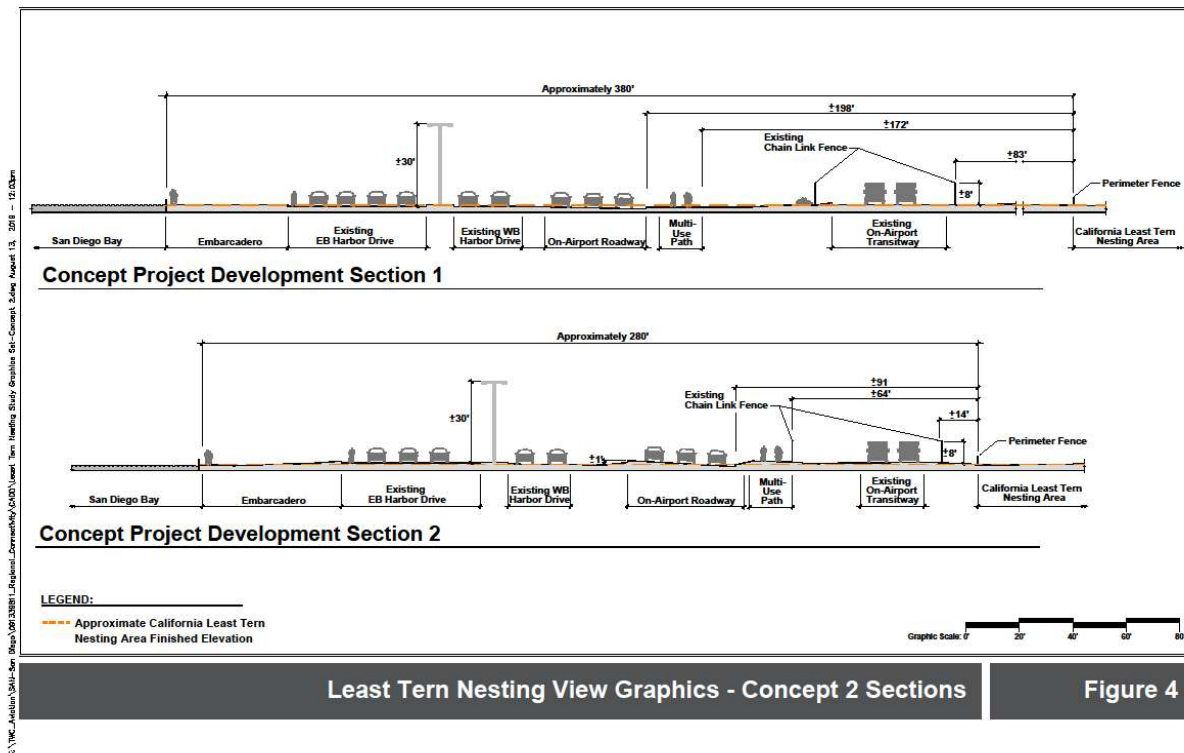 Approximately 380'
±198'
±172'
Existing
Chain Link Fence
±83'
±30'
±8'
Perimeter Fence
San Diego Bay
Embarcadero
Existing
EB Harbor Drive
Existing WB
Harbor Drive
On-Airport Roadway
Multi-
Use
Path
Existing
On-Airport
Transitway
California Least Tern
Nesting Area
Concept Project Development Section 1
Approximately 280'
±91
±64'
Existing
Chain Link Fence
±14'
±30'
±1'
±8'
Perimeter Fence
San Diego Bay
Embarcadero
Existing
EB Harbor Drive
Existing WB
Harbor Drive
On-Airport Roadway
Multi-
Use
Path
Existing
On-Airport
Transitway
California Least Tern
Nesting Area
Concept Project Development Section 2
LEGEND:
Approximate California Least Tern
Nesting Area Finished Elevation
Graphic Scale: 0' 20' 40' 60' 80
Least Tern Nesting View Graphics - Concept 2 Sections
Figure 4
August 13, 2018 - 12:03pm